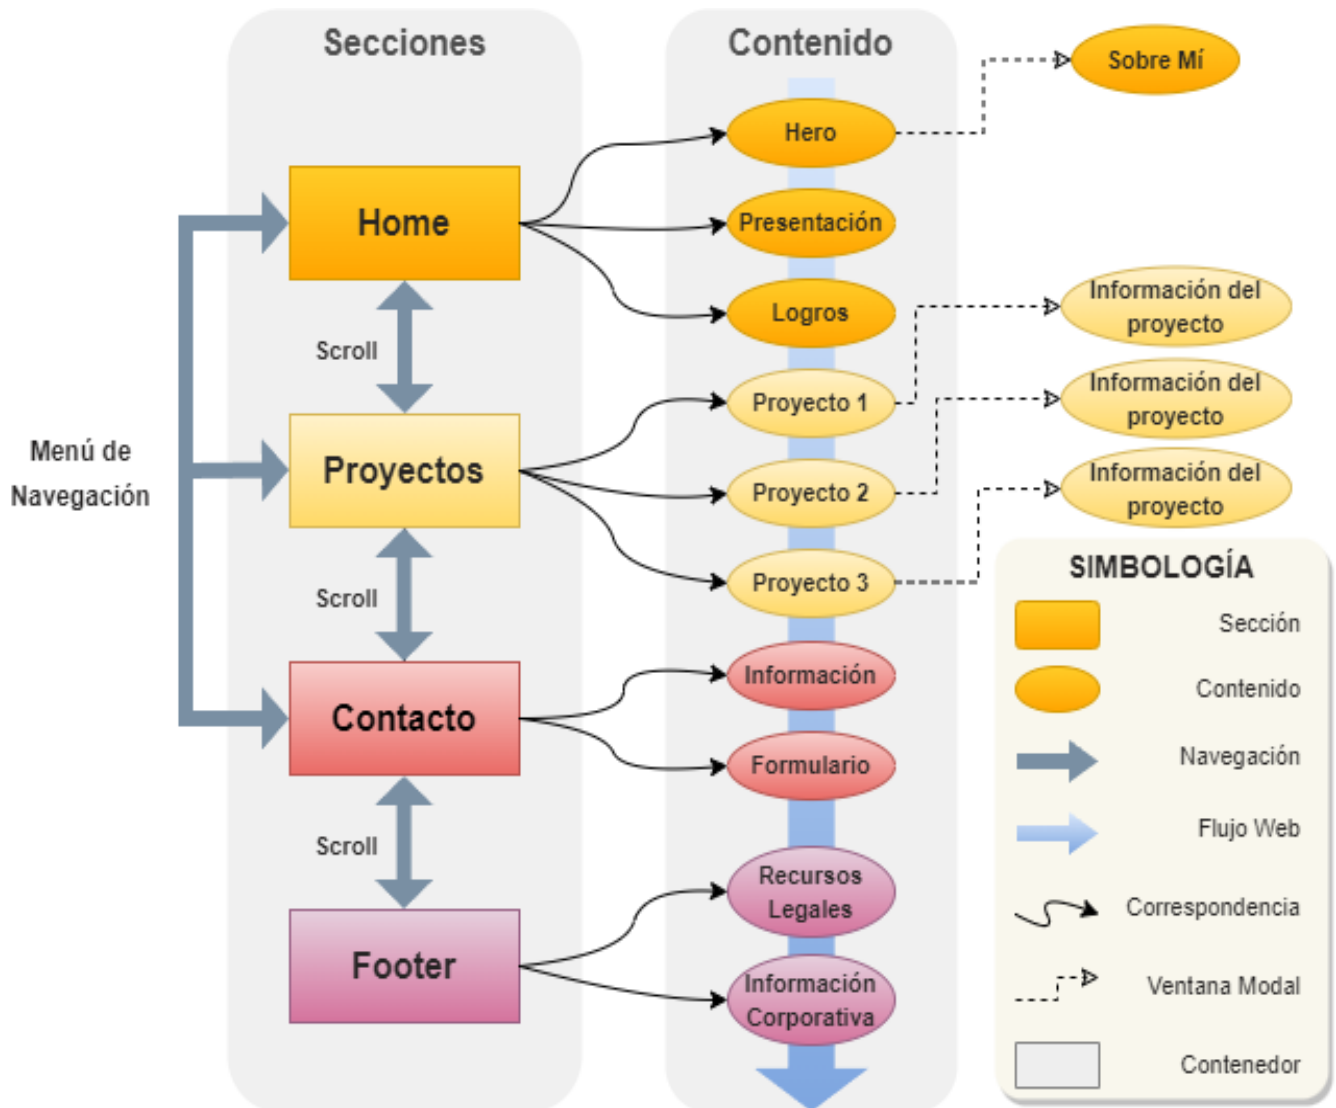 Secciones
Contenido
Sobre Mí
Hero
Home
Presentación
Logros
Información del
proyecto
Scroll
Proyecto 1
Información del
proyecto
Menú de
Navegación
Proyectos
Proyecto 2
Información del
proyecto
Scroll
Proyecto 3
Contacto
Información
Formulario
Scroll
Footer
Recursos
Legales
Información
Corporativa
SIMBOLOGÍA
Sección
Contenido
Navegación
Flujo Web
Correspondencia
Ventana Modal
Contenedor